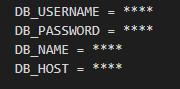 DB_USERNAME = ****
DB_PASSWORD = ****
DB_NAME = ****
DB_HOST = ****